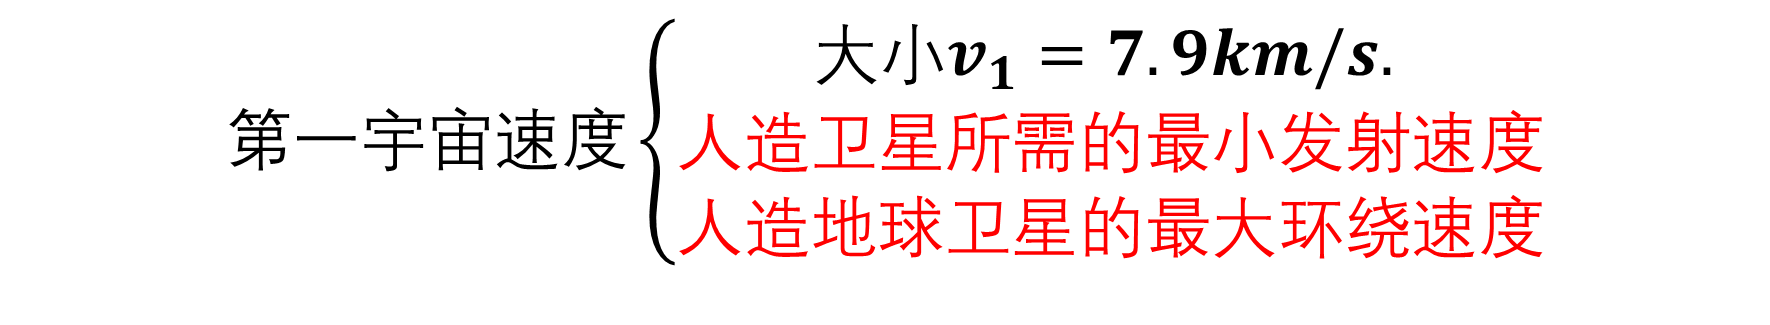 大小v₁ = 7.9km/s.
第一宇宙速度
人造卫星所需的最小发射速度
人造地球卫星的最大环绕速度